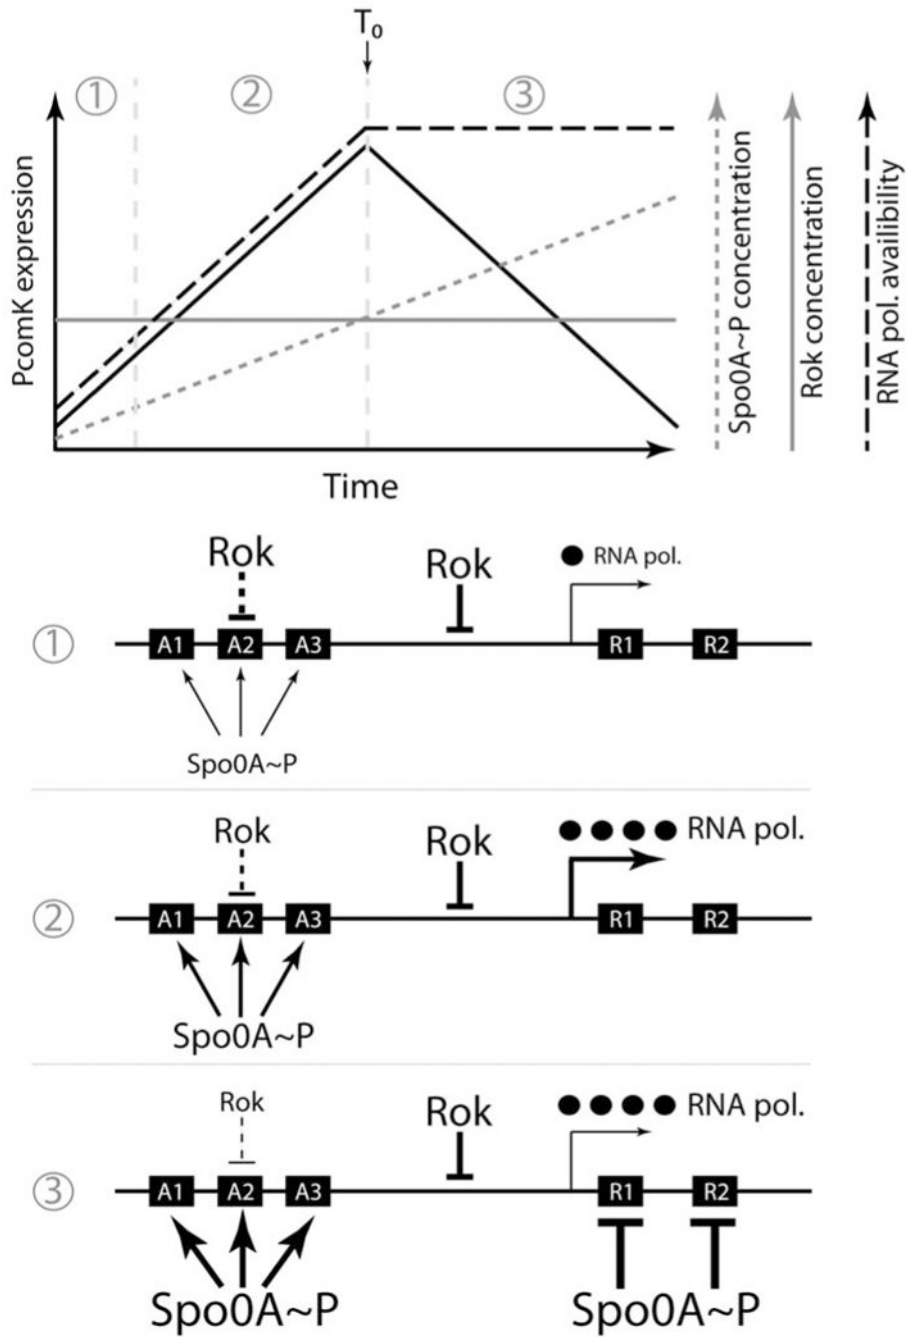 T0
① ② ③
PcomK expression
Spo0A~P concentration
Rok concentration
RNA pol. availibility
Time
Rok
Rok
RNA pol.
①
A1 A2 A3 R1 R2
Spo0A~P
Rok
Rok
RNA pol.
②
A1 A2 A3 R1 R2
Spo0A~P
Rok
Rok
RNA pol.
③
A1 A2 A3 R1 R2
Spo0A~P Spo0A~P